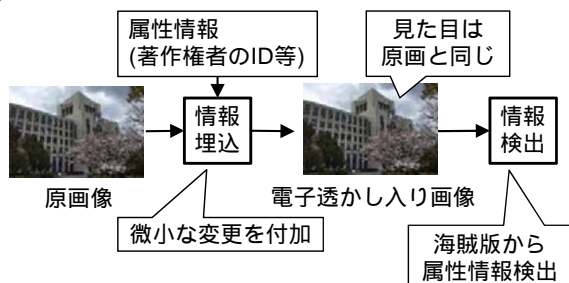 属性情報
(著作権者のID等)
見た目は
原画と同じ
情報
埋込
情報
検出
原画像
電子透かし入り画像
微小な変更を付加
海賊版から
属性情報検出